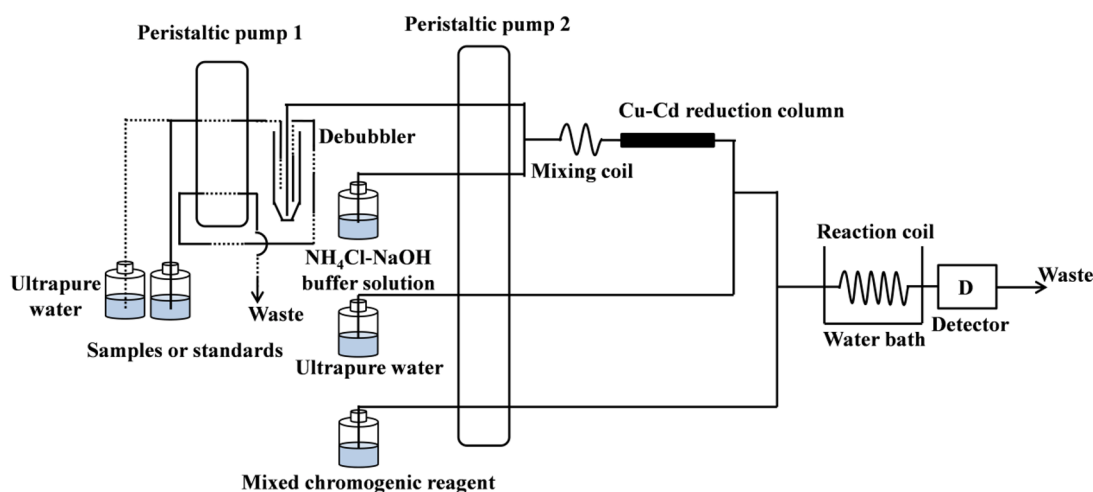 Peristaltic pump 1
Peristaltic pump 2
Debubbler
Cu-Cd reduction column
Mixing coil
NH₄Cl-NaOH
buffer solution
Ultrapure
water
Waste
Samples or standards
Ultrapure water
Reaction coil
D
Waste
Detector
Water bath
Mixed chromogenic reagent